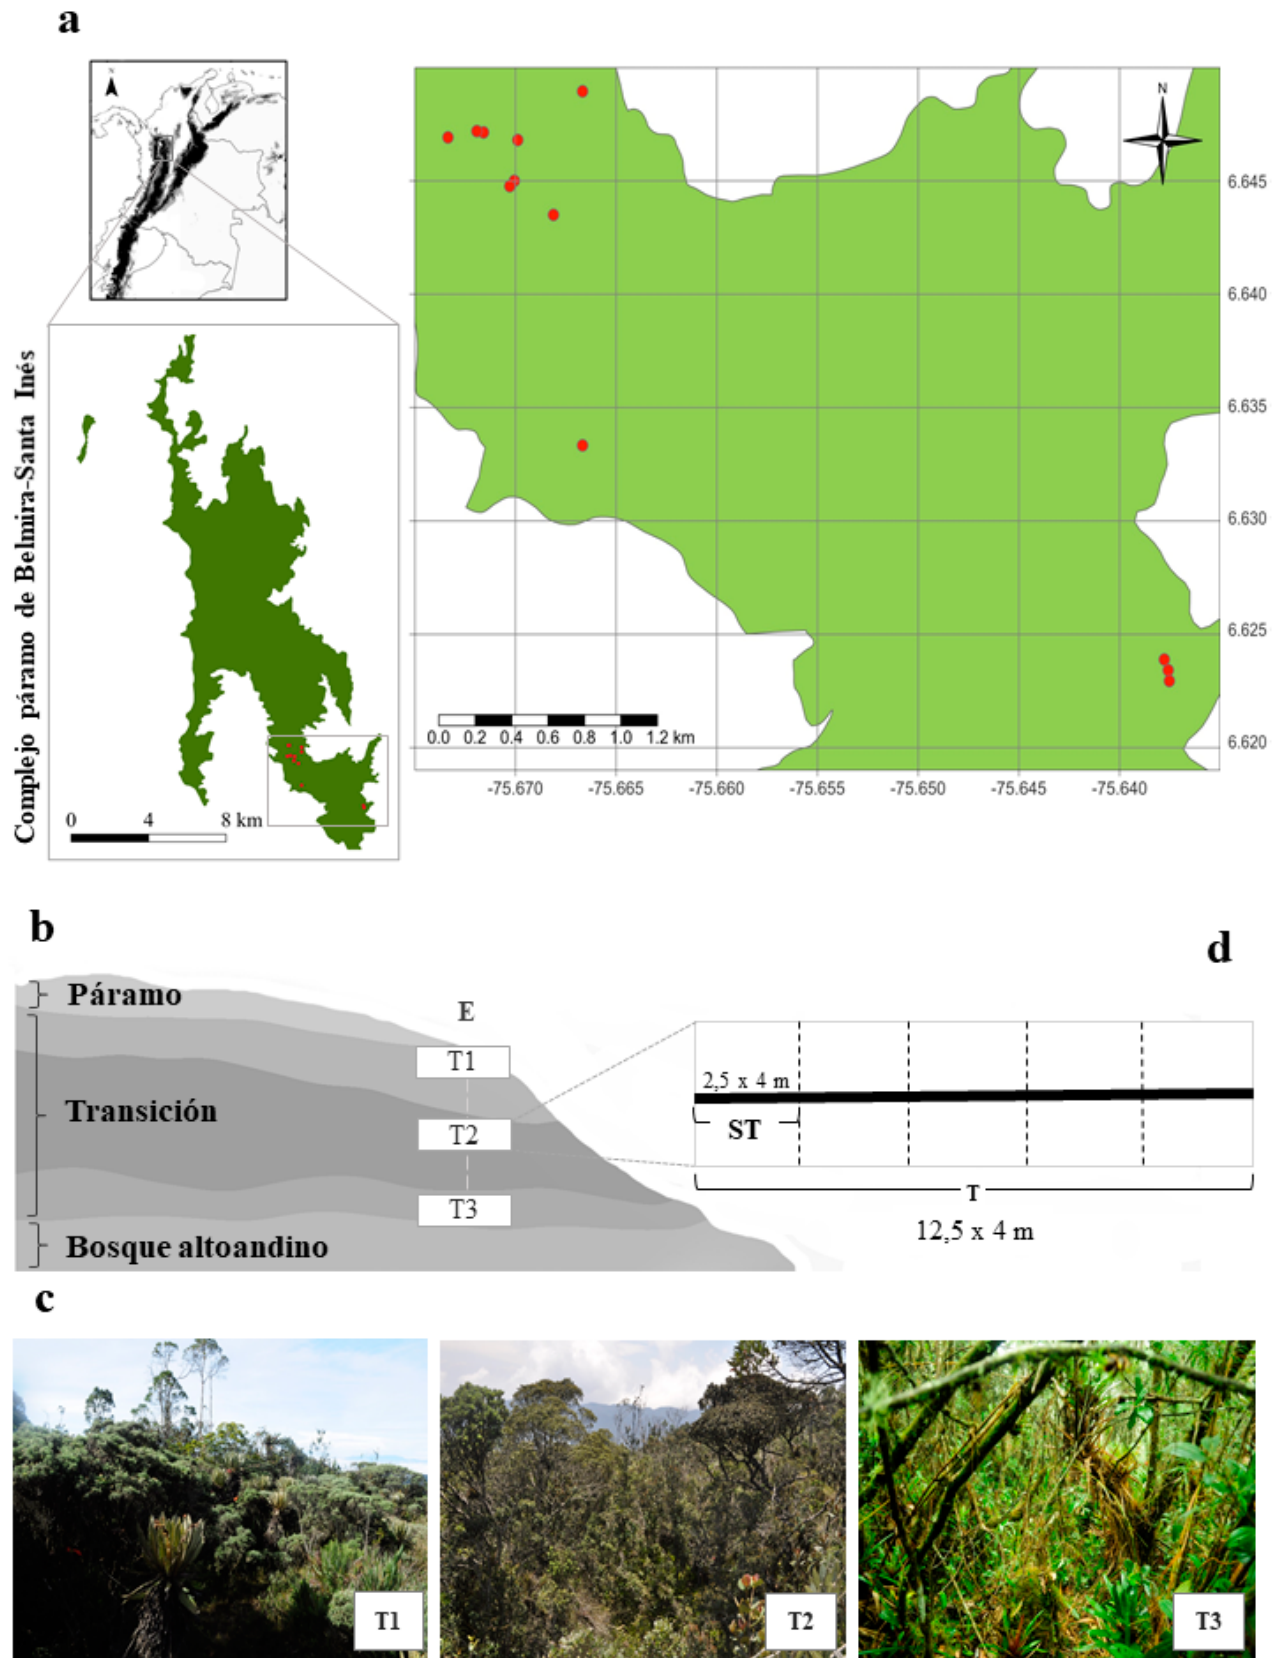 a
N
Complejo páramo de Belmira-Santa Inés
0 4 8 km
N
6.645
6.640
6.635
6.630
6.625
6.620
0.0 0.2 0.4 0.6 0.8 1.0 1.2 km
-75.670 -75.665 -75.660 -75.655 -75.650 -75.645 -75.640
b
Páramo
Transición
Bosque altoandino
E
T1
T2
T3
d
2,5 x 4 m
ST
T
12,5 x 4 m
c
T1
T2
T3